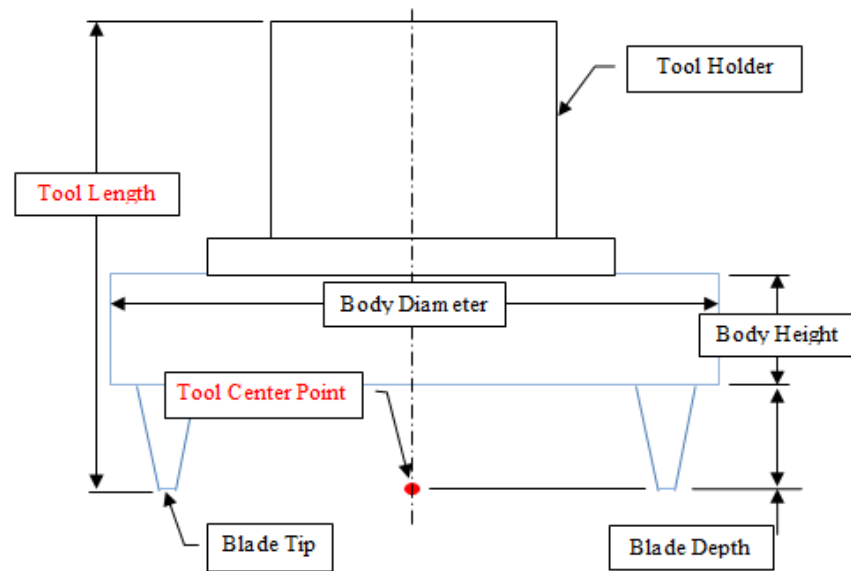 Tool Holder
Tool Length
Body Diameter
Body Height
Tool Center Point
Blade Tip
Blade Depth